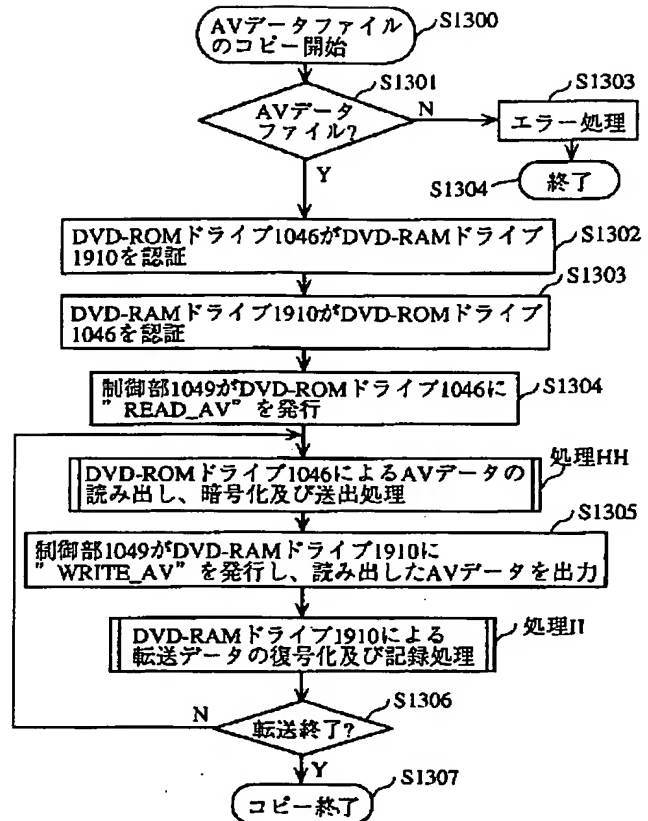 AVデータファイル
のコピー開始
S1300
S1301
AVデータ
ファイル?
N
Y
S1303
エラー処理
S1304
終了
DVD-ROMドライブ1046がDVD-RAMドライブ
1910を認証
S1302
S1303
DVD-RAMドライブ1910がDVD-ROMドライブ
1046を認証
制御部1049がDVD-ROMドライブ1046に
”READ_AV”を発行
S1304
処理HH
DVD-ROMドライブ1046によるAVデータの
読み出し、暗号化及び送出処理
S1305
制御部1049がDVD-RAMドライブ1910に
”WRITE_AV”を発行し、読み出したAVデータを出力
処理II
DVD-RAMドライブ1910による
転送データの復号化及び記録処理
S1306
N
転送終了?
Y
S1307
コピー終了